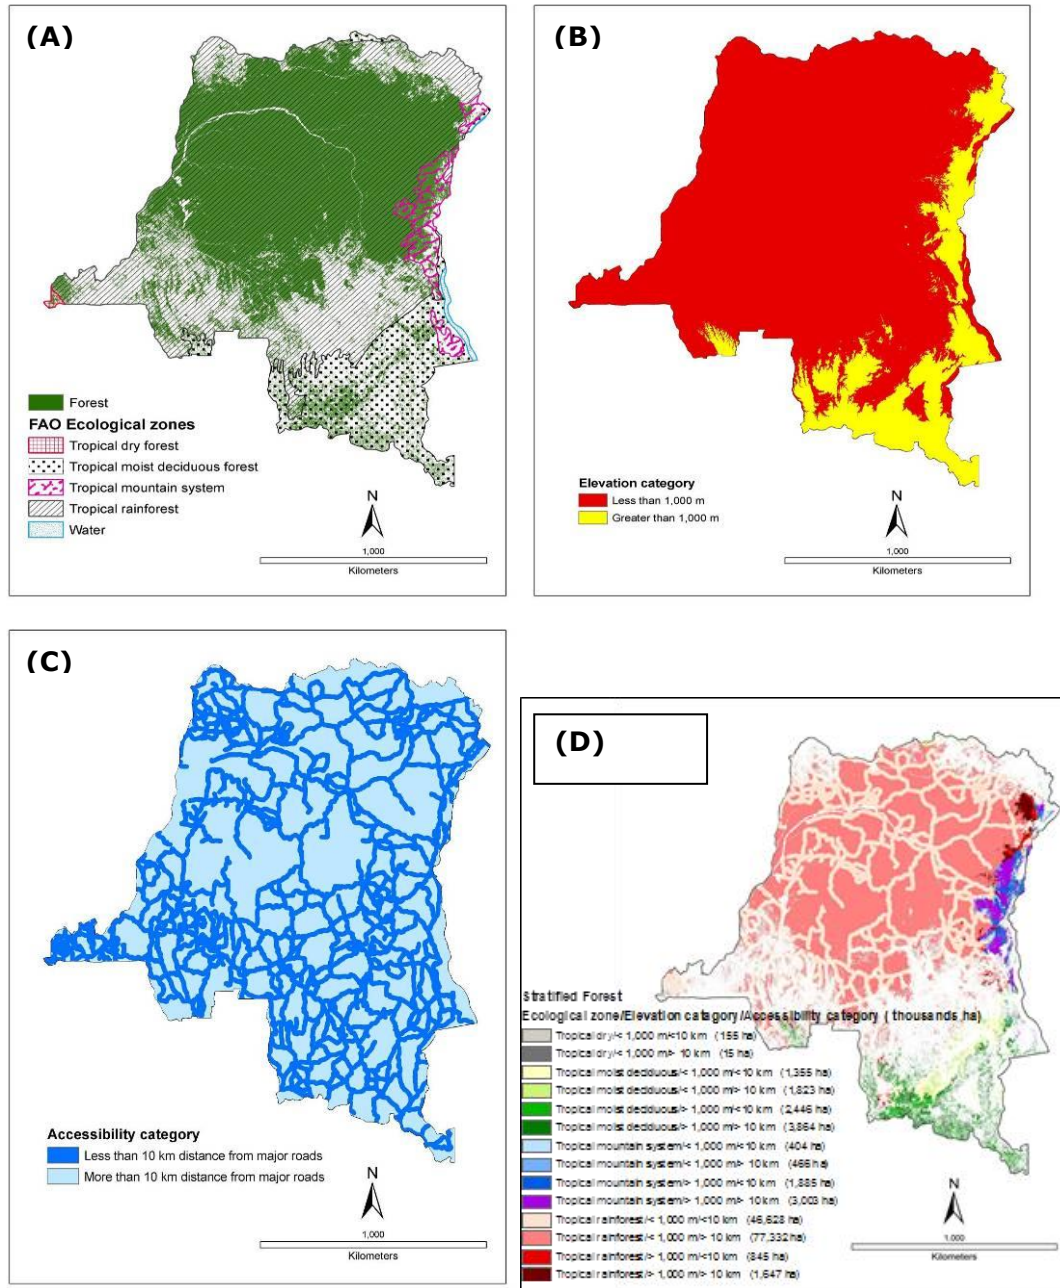 (A)
Forest
FAO Ecological zones
Tropical dry forest
Tropical moist deciduous forest
Tropical mountain system
Tropical rainforest
Water
N
1,000
Kilometers
(B)
Elevation category
Less than 1,000 m
Greater than 1,000 m
N
1,000
Kilometers
(C)
Accessibility category
Less than 10 km distance from major roads
More than 10 km distance from major roads
N
1,000
Kilometers
(D)
Stratified Forest
Ecological zone/Elevation catagory/Accessibility category ( thousands ha)
Tropical dry/< 1,000 m/<10 km (155 ha)
Tropical dry/< 1,000 m/> 10 km (15 ha)
Tropical moist deciduous/< 1,000 m/<10 km (1,355 ha)
Tropical moist deciduous/< 1,000 m/> 10 km (1,823 ha)
Tropical moist deciduous/> 1,000 m/<10 km (2,446 ha)
Tropical moist deciduous/> 1,000 m/> 10 km (3,864 ha)
Tropical mountain system/< 1,000 m/<10 km (404 ha)
Tropical mountain system/< 1,000 m/> 10 km (466 ha)
Tropical mountain system/> 1,000 m/<10 km (1,885 ha)
Tropical mountain system/> 1,000 m/> 10 km (3,003 ha)
Tropical rainforest/< 1,000 m/<10 km (46,628 ha)
Tropical rainforest/< 1,000 m/> 10 km (77,332 ha)
Tropical rainforest/> 1,000 m/<10 km (845 ha)
Tropical rainforest/> 1,000 m/> 10 km (1,647 ha)
N
1,000
Kilometers